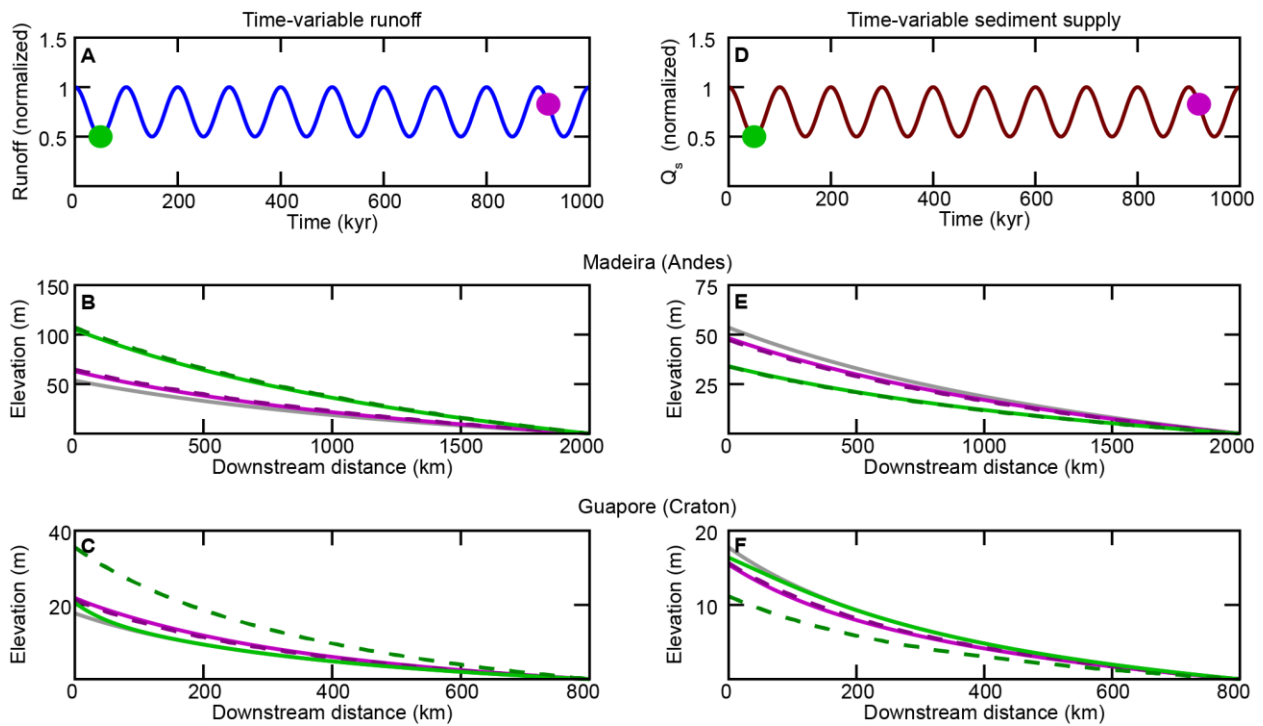 Time-variable runoff
Time-variable sediment supply
A
Runoff (normalized)
1.5
1
0.5
0 200 400 600 800 1000
Time (kyr)
D
Qs (normalized)
1.5
1
0.5
0 200 400 600 800 1000
Time (kyr)
Madeira (Andes)
B
Elevation (m)
150
100
50
0 500 1000 1500 2000
Downstream distance (km)
E
Elevation (m)
75
50
25
0 500 1000 1500 2000
Downstream distance (km)
Guapore (Craton)
C
Elevation (m)
40
20
0 200 400 600 800
Downstream distance (km)
F
Elevation (m)
20
10
0 200 400 600 800
Downstream distance (km)